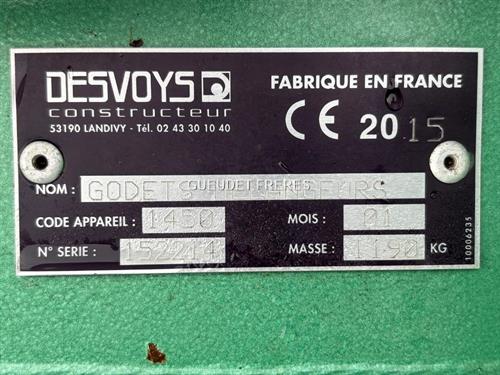 DESVOYS
constructeur
53190 LANDIVY - Tél. 02 43 30 10 40
FABRIQUE EN FRANCE
CE 20 15
NOM : GODETS
GUEUDET FRERES
CODE APPAREIL : 1450
MOIS : 01
N° SERIE : 152214
MASSE : 1190 KG
10006235